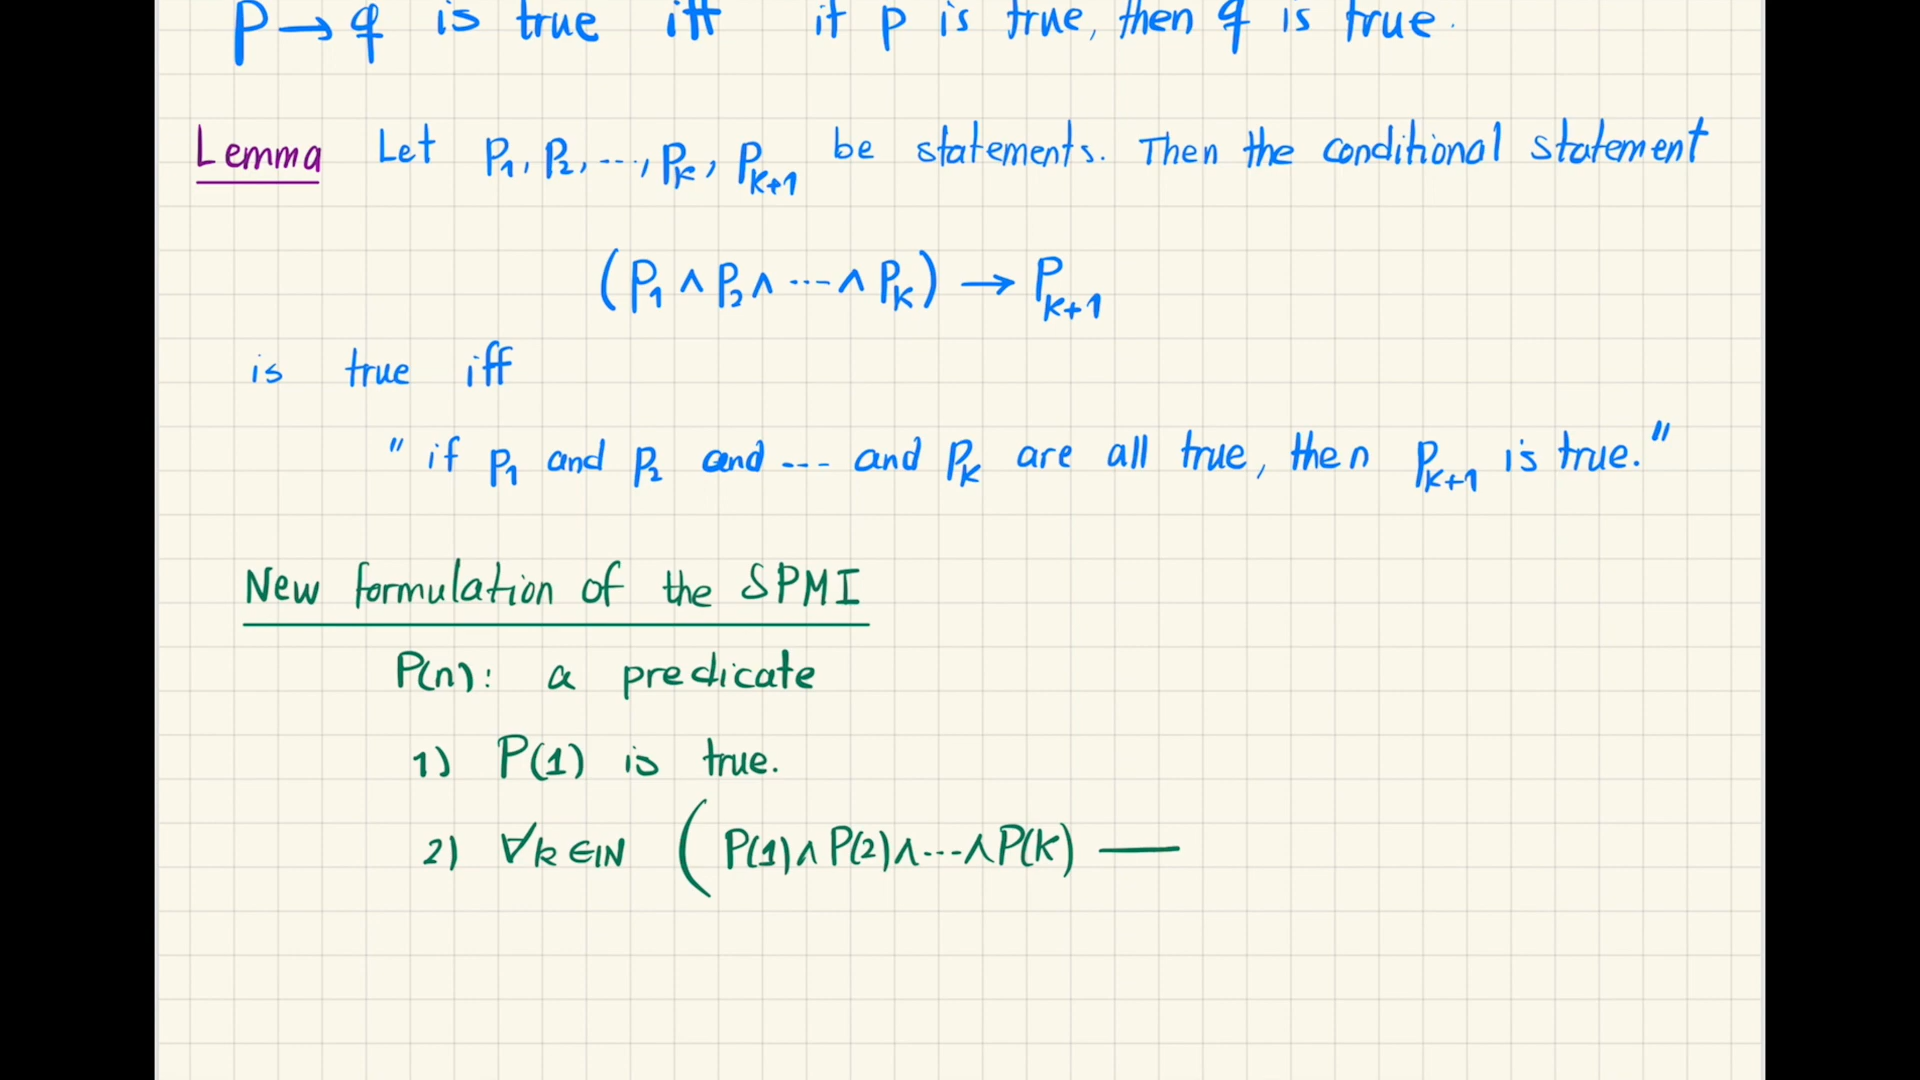 p → q is true iff if p is true, then q is true.
Lemma Let P₁, P₂, ..., Pₖ, Pₖ₊₁ be statements. Then the conditional statement
(P₁ ∧ P₂ ∧ ... ∧ Pₖ) → Pₖ₊₁
is true iff
" if P₁ and P₂ and ... and Pₖ are all true, then Pₖ₊₁ is true."
New formulation of the SPMI
P(n): a predicate
1) P(1) is true.
2) ∀k ∈ ℕ ( P(1) ∧ P(2) ∧ ... ∧ P(k) —